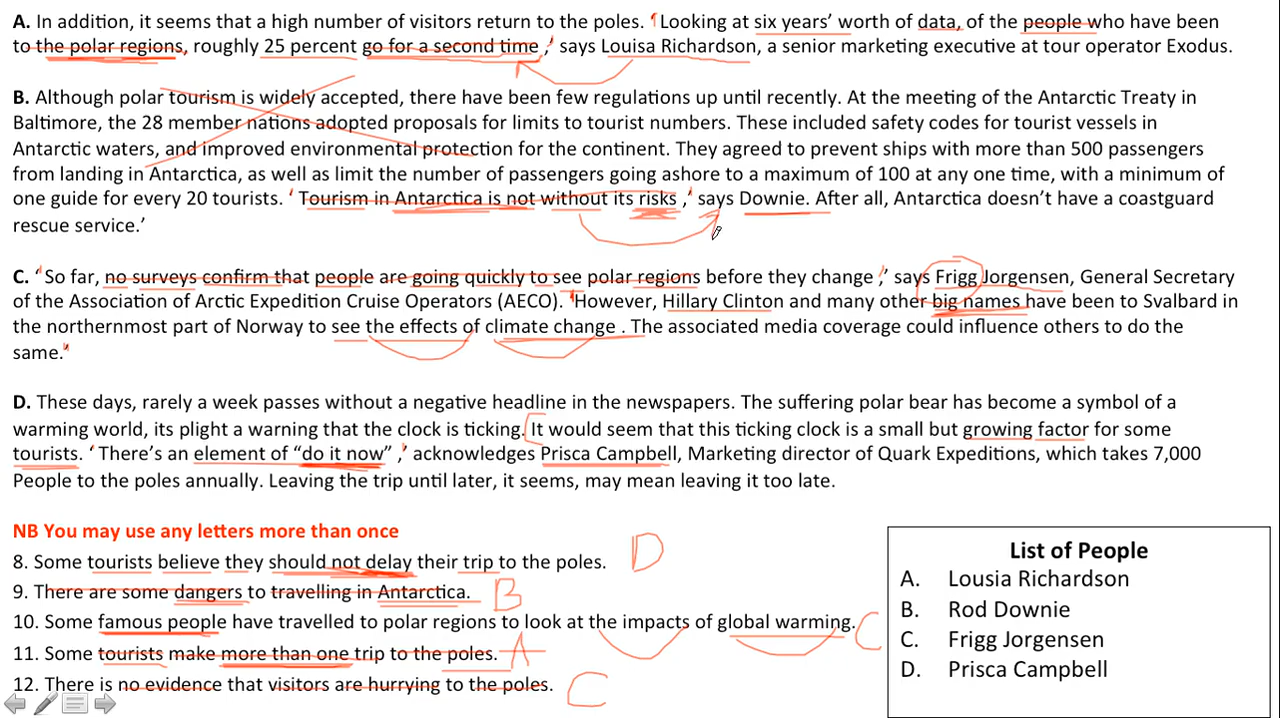 A. In addition, it seems that a high number of visitors return to the poles. 'Looking at six years' worth of data, of the people who have been
to the polar regions, roughly 25 percent go for a second time,' says Louisa Richardson, a senior marketing executive at tour operator Exodus.
B. Although polar tourism is widely accepted, there have been few regulations up until recently. At the meeting of the Antarctic Treaty in
Baltimore, the 28 member nations adopted proposals for limits to tourist numbers. These included safety codes for tourist vessels in
Antarctic waters, and improved environmental protection for the continent. They agreed to prevent ships with more than 500 passengers
from landing in Antarctica, as well as limit the number of passengers going ashore to a maximum of 100 at any one time, with a minimum of
one guide for every 20 tourists. 'Tourism in Antarctica is not without its risks,' says Downie. After all, Antarctica doesn't have a coastguard
rescue service.'
C. 'So far, no surveys confirm that people are going quickly to see polar regions before they change,' says Frigg Jorgensen, General Secretary
of the Association of Arctic Expedition Cruise Operators (AECO). 'However, Hillary Clinton and many other big names have been to Svalbard in
the northernmost part of Norway to see the effects of climate change . The associated media coverage could influence others to do the
same.'
D. These days, rarely a week passes without a negative headline in the newspapers. The suffering polar bear has become a symbol of a
warming world, its plight a warning that the clock is ticking. It would seem that this ticking clock is a small but growing factor for some
tourists. 'There's an element of "do it now" ,' acknowledges Prisca Campbell, Marketing director of Quark Expeditions, which takes 7,000
People to the poles annually. Leaving the trip until later, it seems, may mean leaving it too late.
NB You may use any letters more than once
8. Some tourists believe they should not delay their trip to the poles. D
9. There are some dangers to travelling in Antarctica. B
10. Some famous people have travelled to polar regions to look at the impacts of global warming. C
11. Some tourists make more than one trip to the poles. A
12. There is no evidence that visitors are hurrying to the poles. C
List of People
A. Lousia Richardson
B. Rod Downie
C. Frigg Jorgensen
D. Prisca Campbell